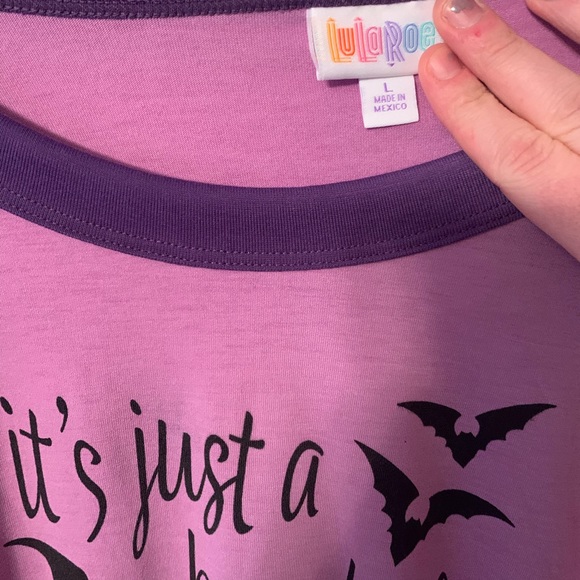 LuLaRoe
L
MADE IN
MEXICO
it's just a